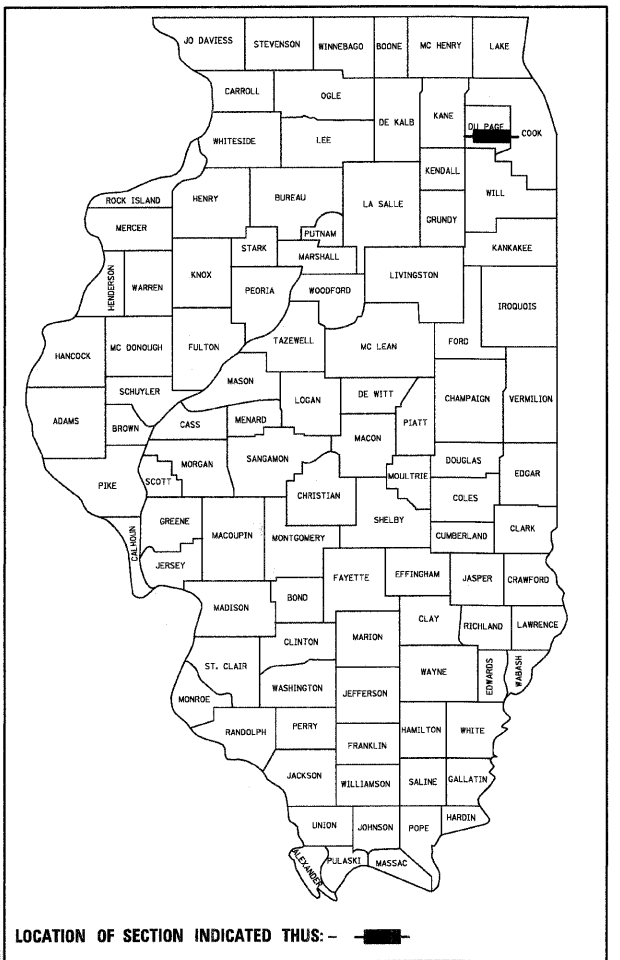 JO DAVIESS
STEVENSON
WINNEBAGO
BOONE
MC HENRY
LAKE
CARROLL
OGLE
DE KALB
KANE
DU PAGE
COOK
WHITESIDE
LEE
KENDALL
WILL
ROCK ISLAND
HENRY
BUREAU
LA SALLE
GRUNDY
MERCER
PUTNAM
STARK
MARSHALL
KANKAKEE
HENDERSON
WARREN
KNOX
PEORIA
WOODFORD
LIVINGSTON
IROQUOIS
HANCOCK
MC DONOUGH
FULTON
TAZEWELL
MC LEAN
FORD
SCHUYLER
MASON
LOGAN
DE WITT
PIATT
CHAMPAIGN
VERMILION
ADAMS
BROWN
CASS
MENARD
MACON
PIKE
SCOTT
MORGAN
SANGAMON
CHRISTIAN
MOULTRIE
DOUGLAS
COLES
EDGAR
CALHOUN
GREENE
MACOUPIN
MONTGOMERY
SHELBY
CUMBERLAND
CLARK
JERSEY
MADISON
BOND
FAYETTE
EFFINGHAM
JASPER
CRAWFORD
CLINTON
MARION
CLAY
RICHLAND
LAWRENCE
ST. CLAIR
WASHINGTON
JEFFERSON
WAYNE
EDWARDS
WABASH
MONROE
RANDOLPH
PERRY
FRANKLIN
HAMILTON
WHITE
JACKSON
WILLIAMSON
SALINE
GALLATIN
UNION
JOHNSON
POPE
HARDIN
ALEXANDER
PULASKI
MASSAC
LOCATION OF SECTION INDICATED THUS: -